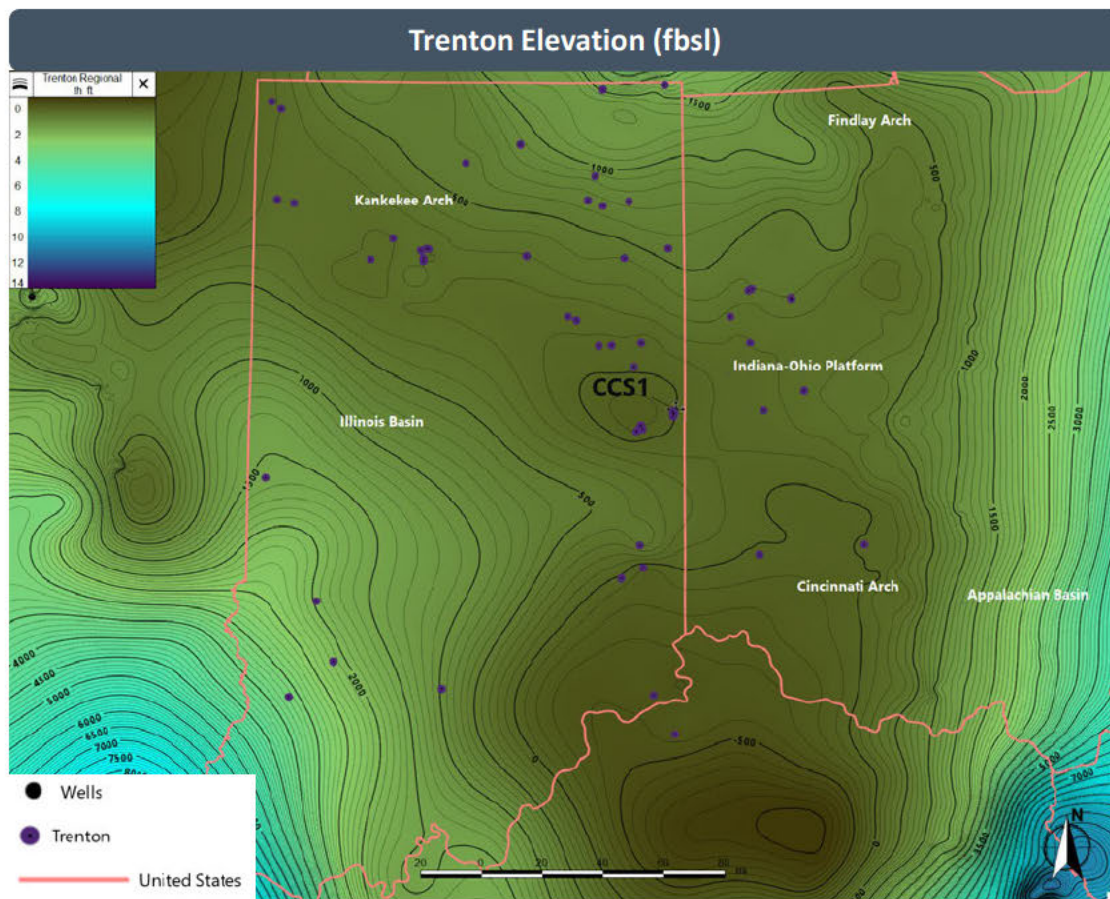 Trenton Elevation (fbsl)
Trenton Regional
th ft
0
2
4
6
8
10
12
14
1500
Findlay Arch
500
1000
Kankekee Arch
500
1000
Indiana-Ohio Platform
1000
CCS1
2000
2500
3000
Illinois Basin
500
1500
Cincinnati Arch
Appalachian Basin
4000
4500
5000
2000
6000
6500
7000
7500
-500
0
0
5000
7000
Wells
Trenton
United States
20
0
20
40
60
80
N